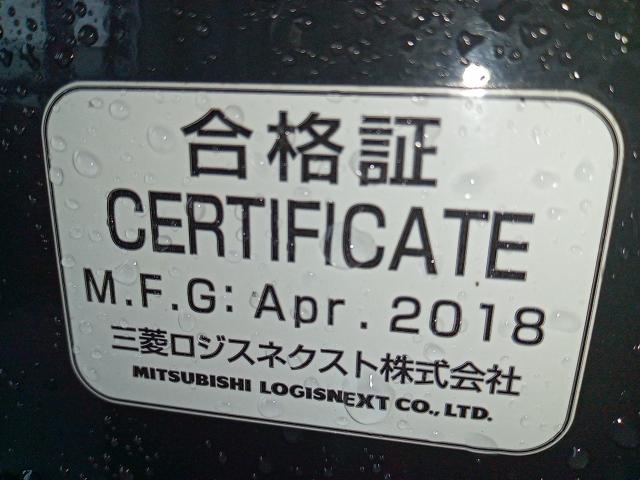 合格証
CERTIFICATE
M.F.G: Apr. 2018
三菱ロジスネクスト株式会社
MITSUBISHI LOGISNEXT CO., LTD.